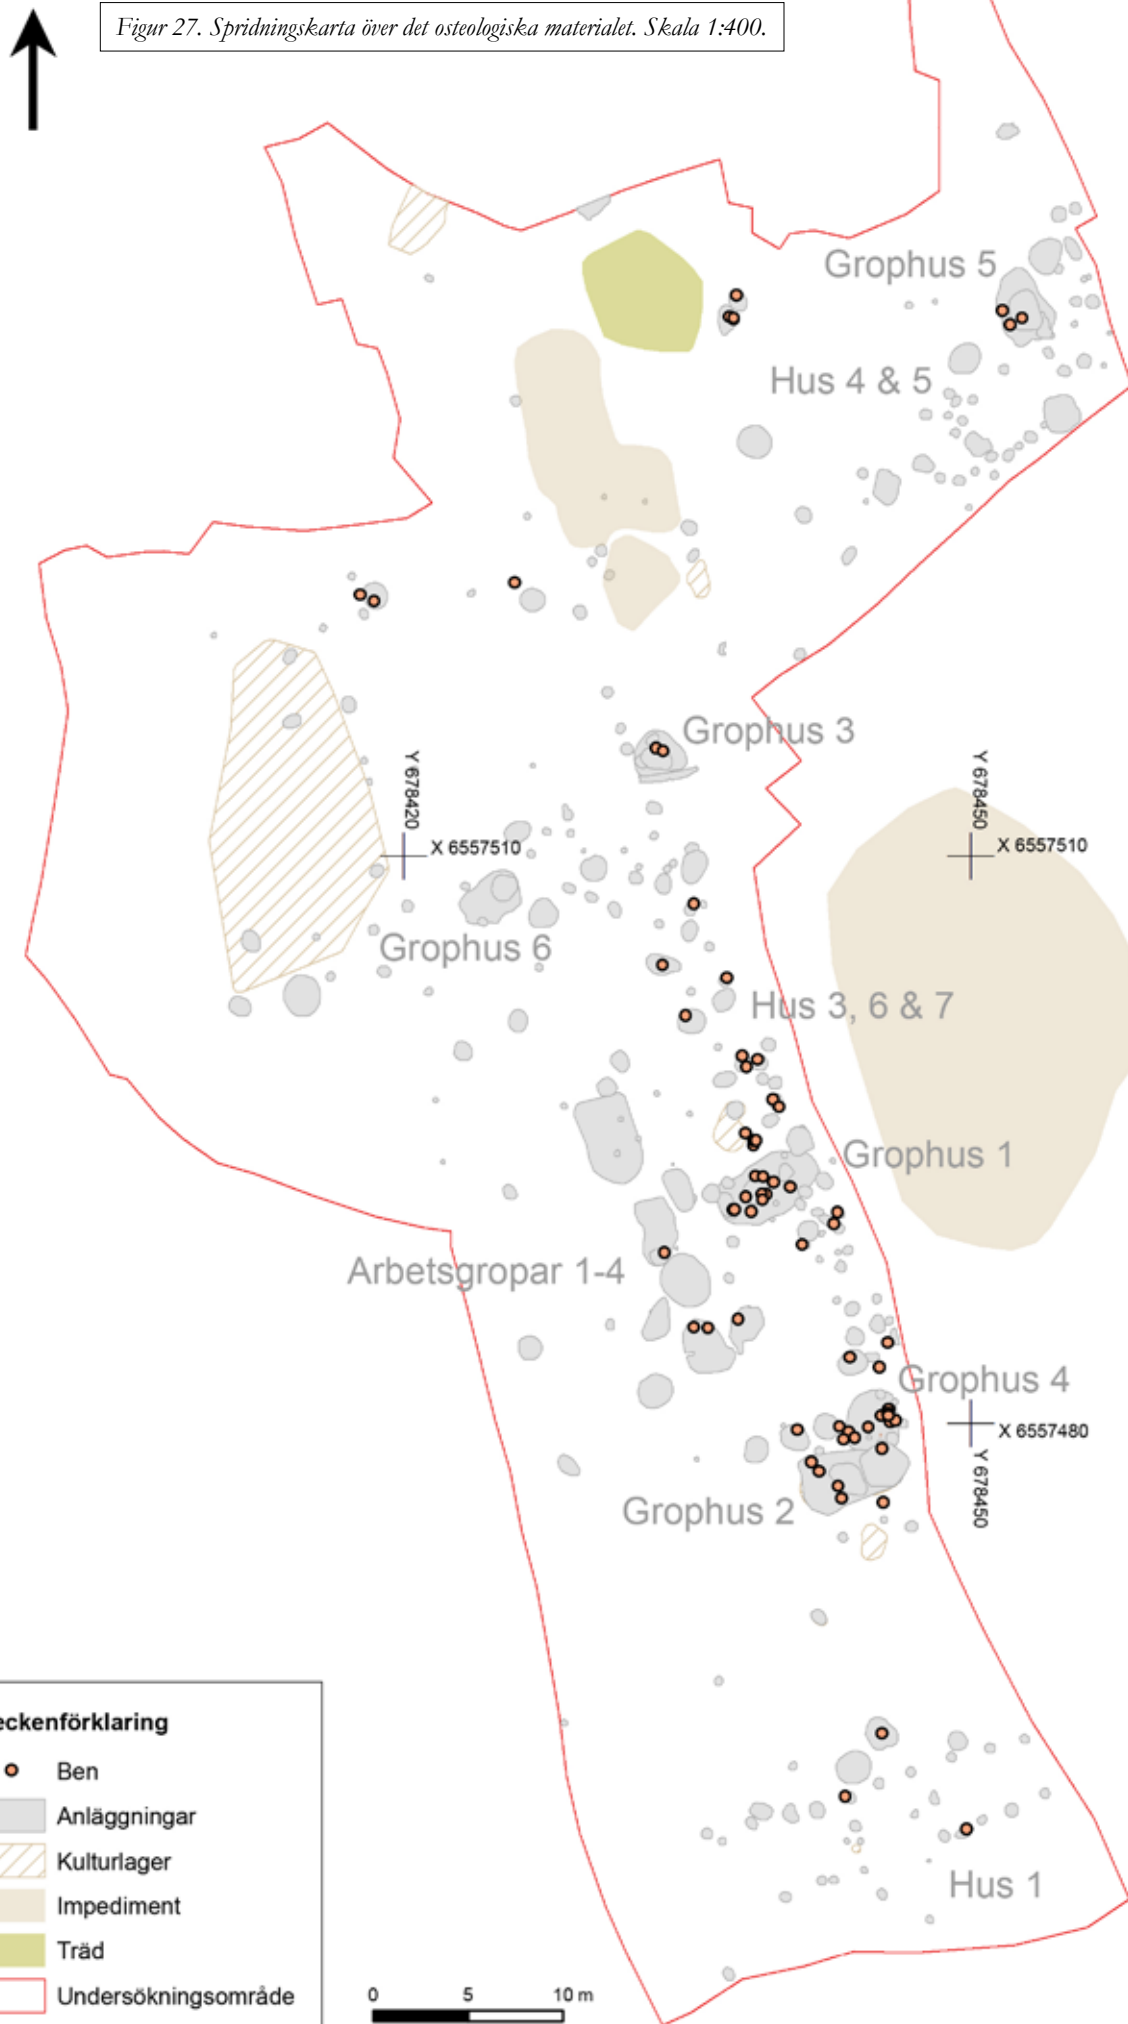 Figur 27. Spridningskarta över det osteologiska materialet. Skala 1:400.
Grophus 5
Hus 4 & 5
Grophus 3
Y 678420
X 6557510
Y 678450
X 6557510
Grophus 6
Hus 3, 6 & 7
Grophus 1
Arbetsgropar 1-4
Grophus 4
X 6557480
Y 678450
Grophus 2
Hus 1
eckenförklaring
Ben
Anläggningar
Kulturlager
Impediment
Träd
Undersökningsområde
0 5 10 m